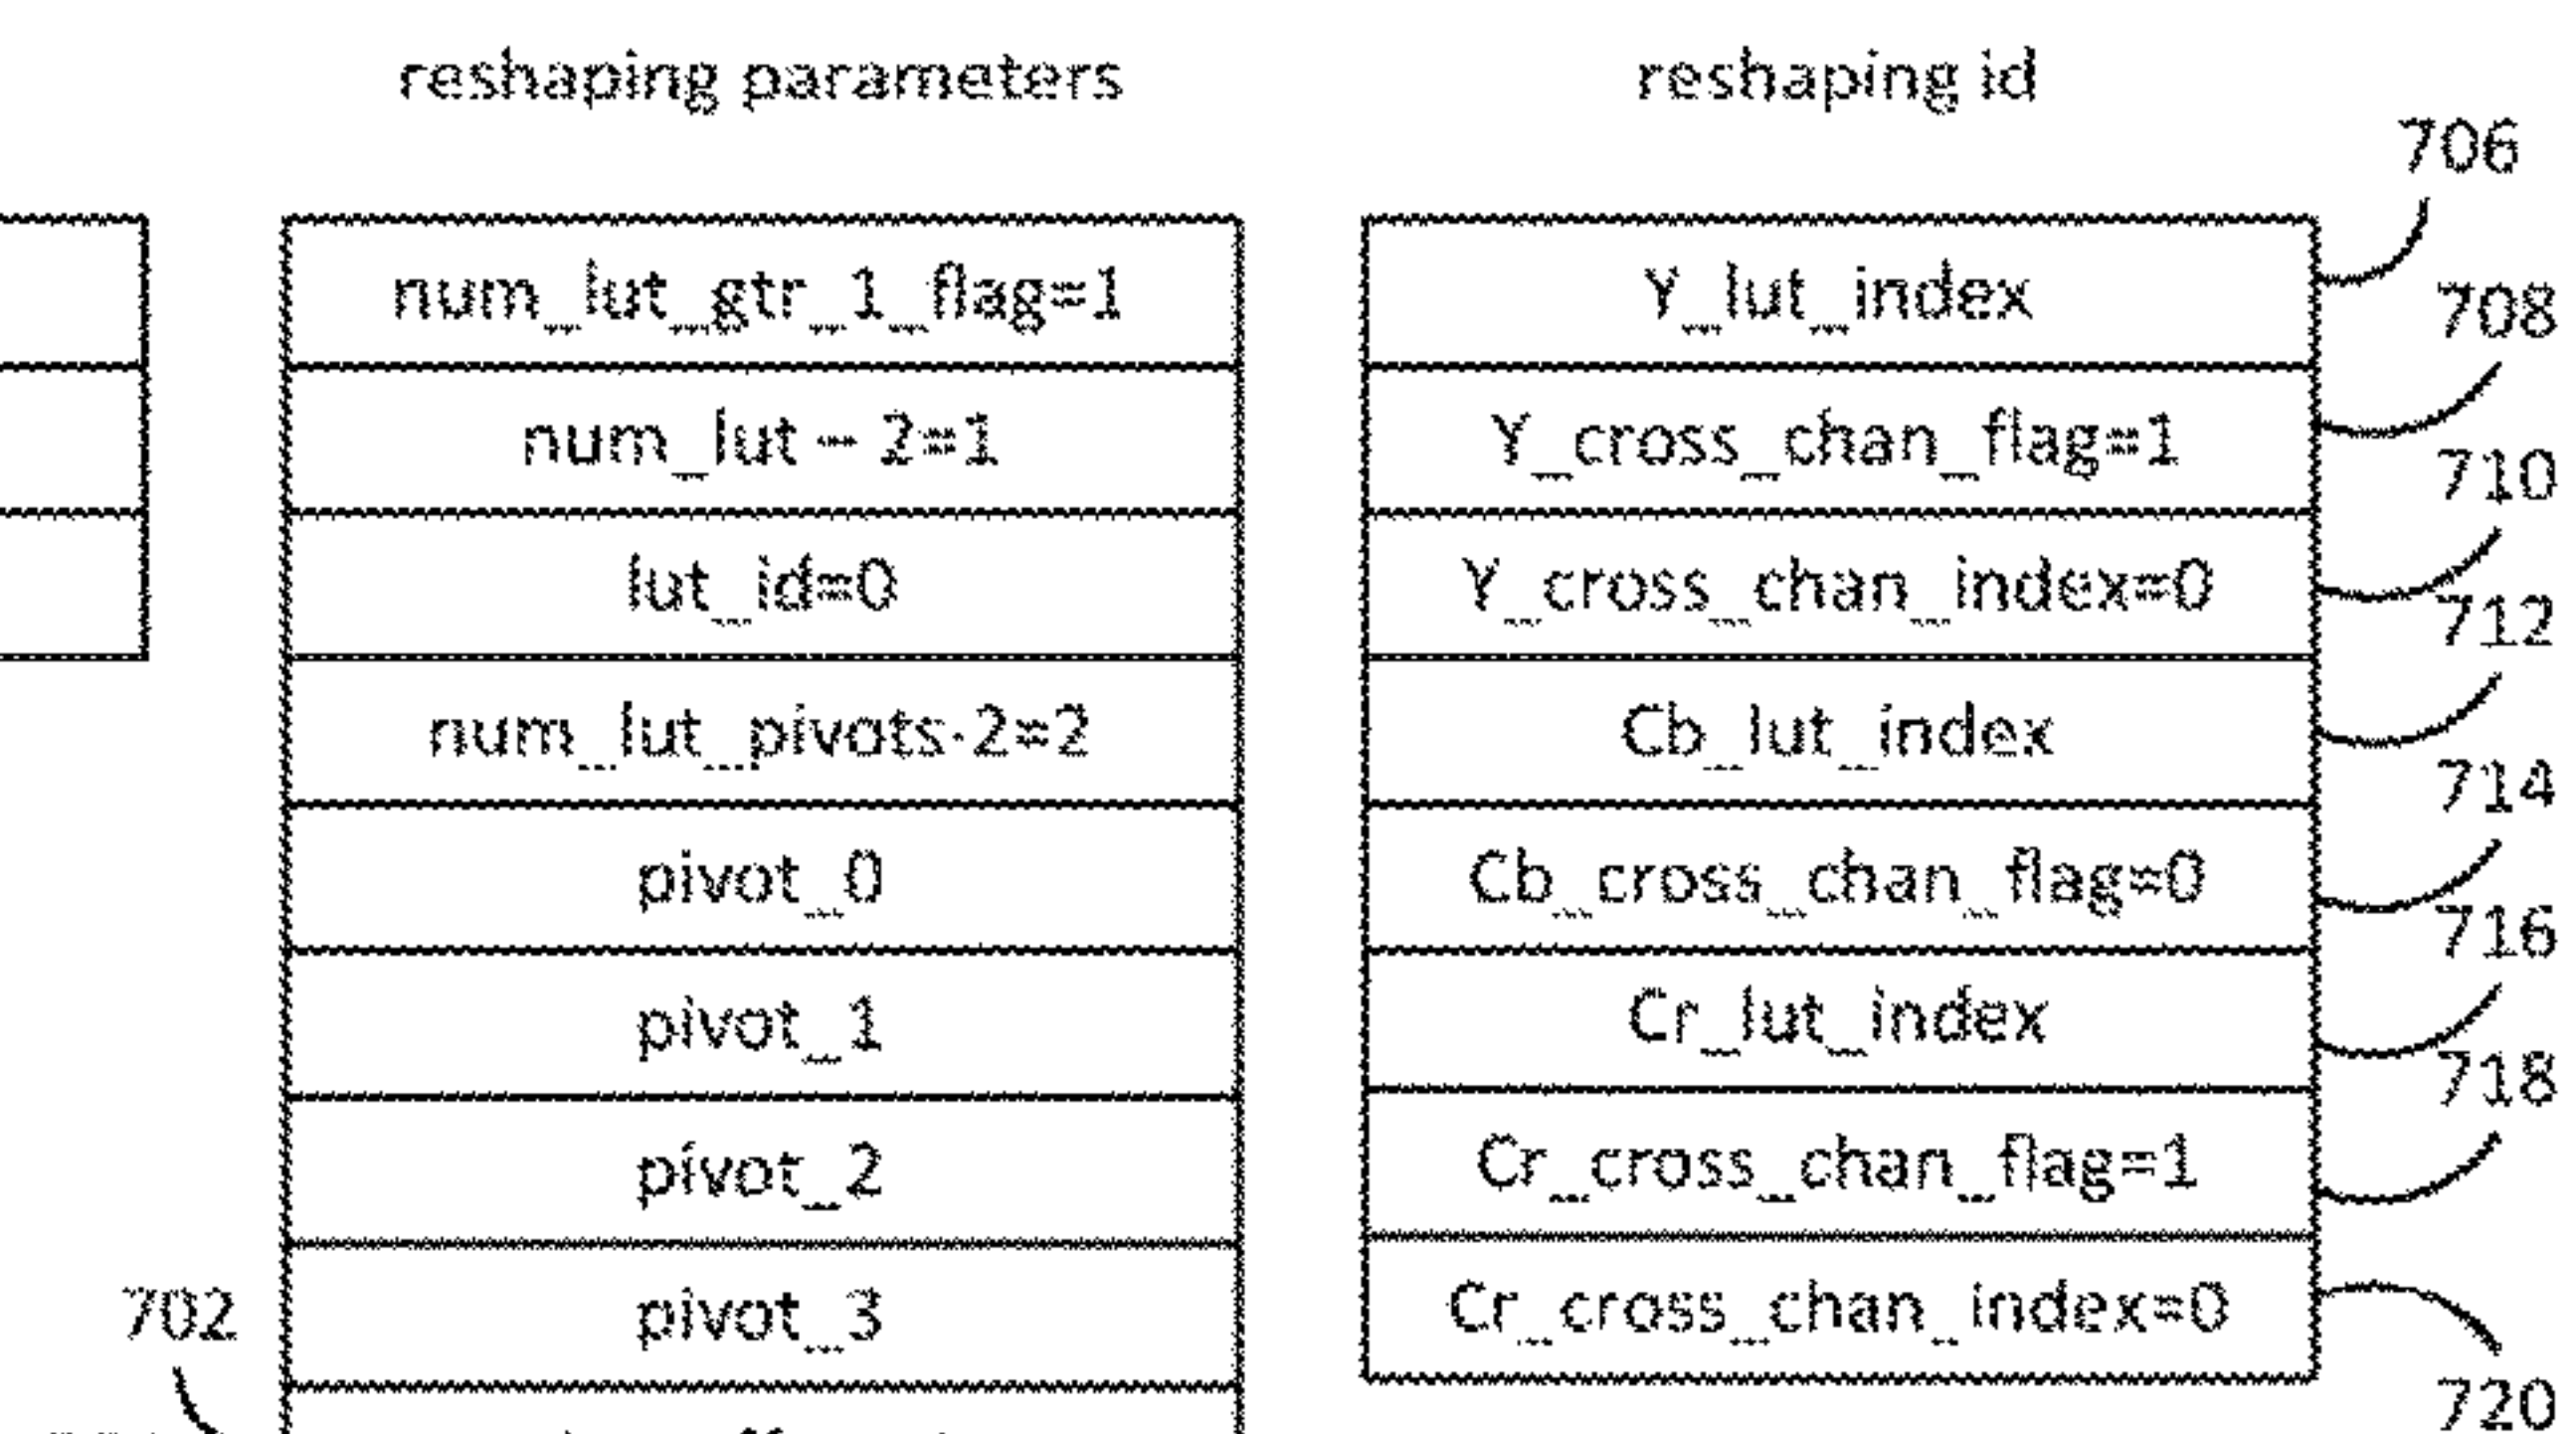 reshaping parameters
reshaping id
706
num_lut_gtr_1_flag=1
Y_lut_index
708
num_lut - 2=1
Y_cross_chan_flag=1
710
lut_id=0
Y_cross_chan_index=0
712
num_lut_pivots-2=2
Cb_lut_index
714
pivot_0
Cb_cross_chan_flag=0
716
pivot_1
Cr_lut_index
718
pivot_2
Cr_cross_chan_flag=1
702
pivot_3
Cr_cross_chan_index=0
720